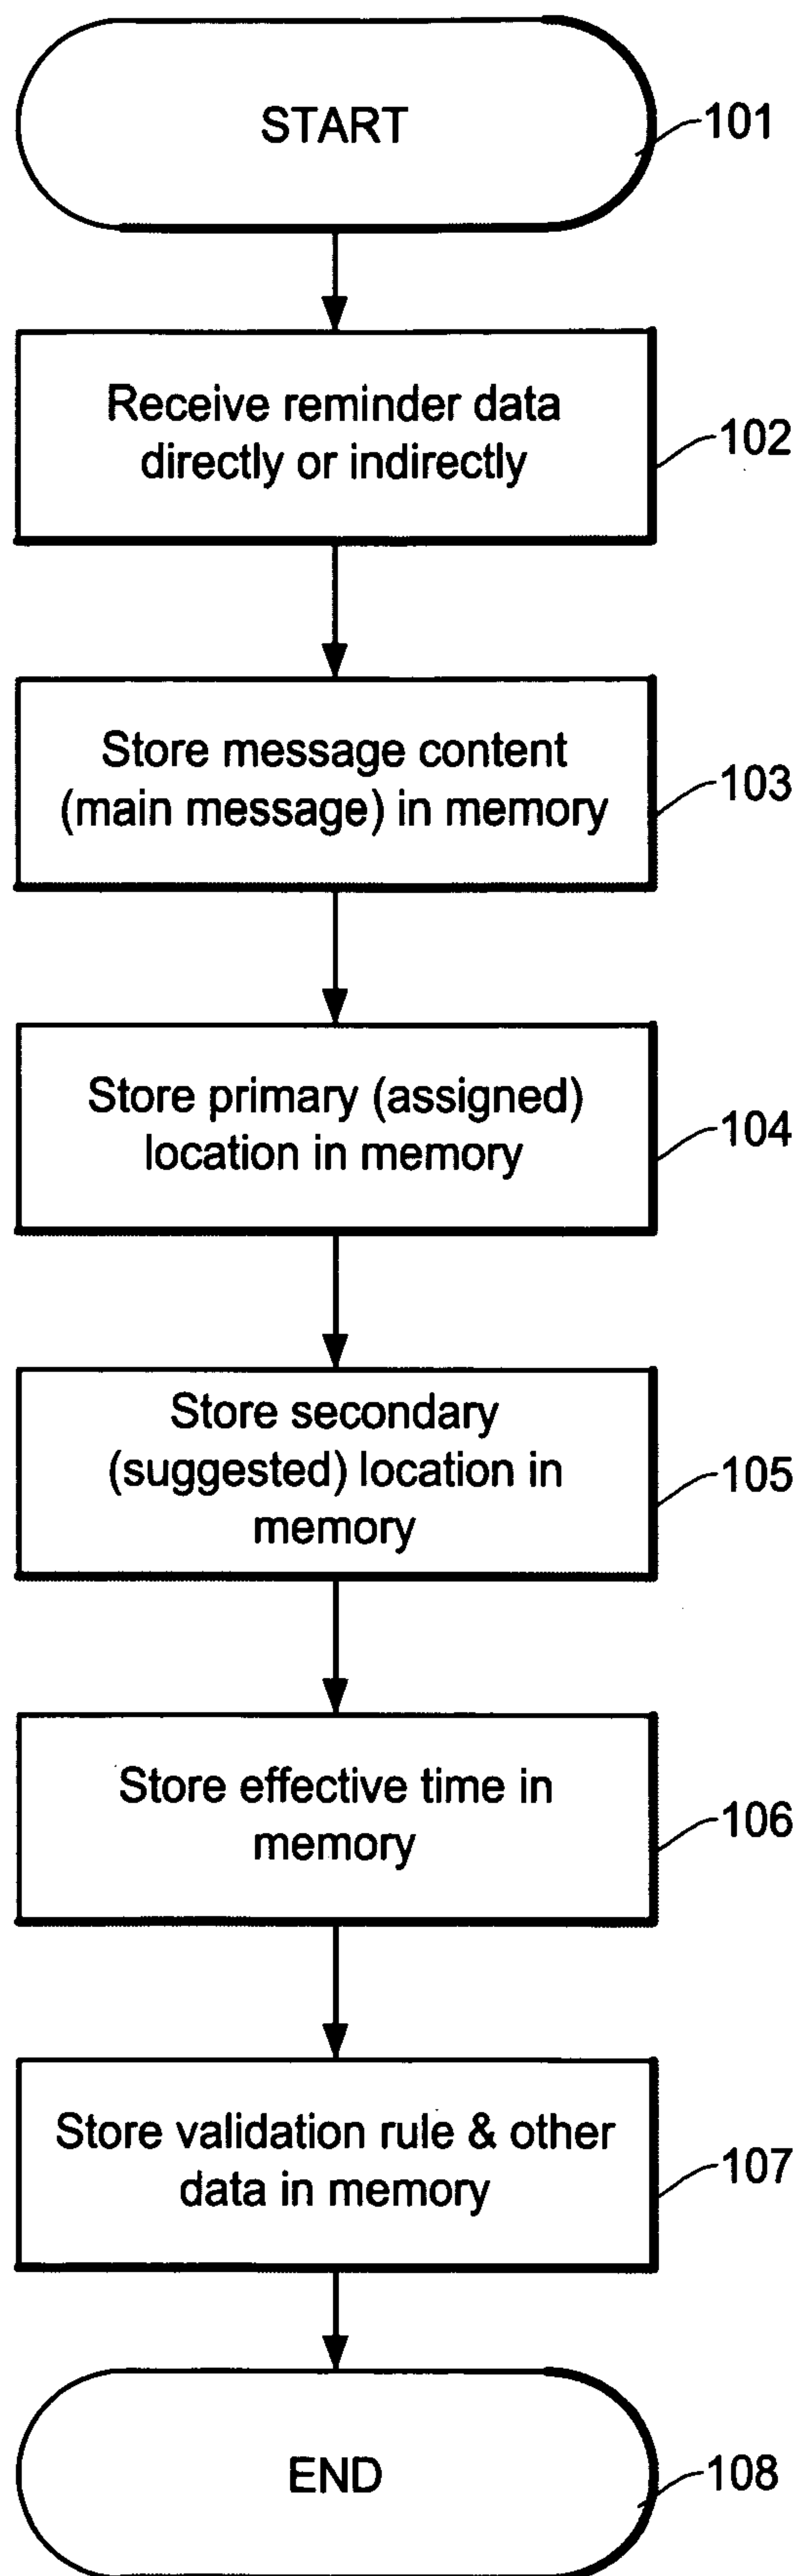 START
101
Receive reminder data
directly or indirectly
102
Store message content
(main message) in memory
103
Store primary (assigned)
location in memory
104
Store secondary
(suggested) location in
memory
105
Store effective time in
memory
106
Store validation rule & other
data in memory
107
END
108